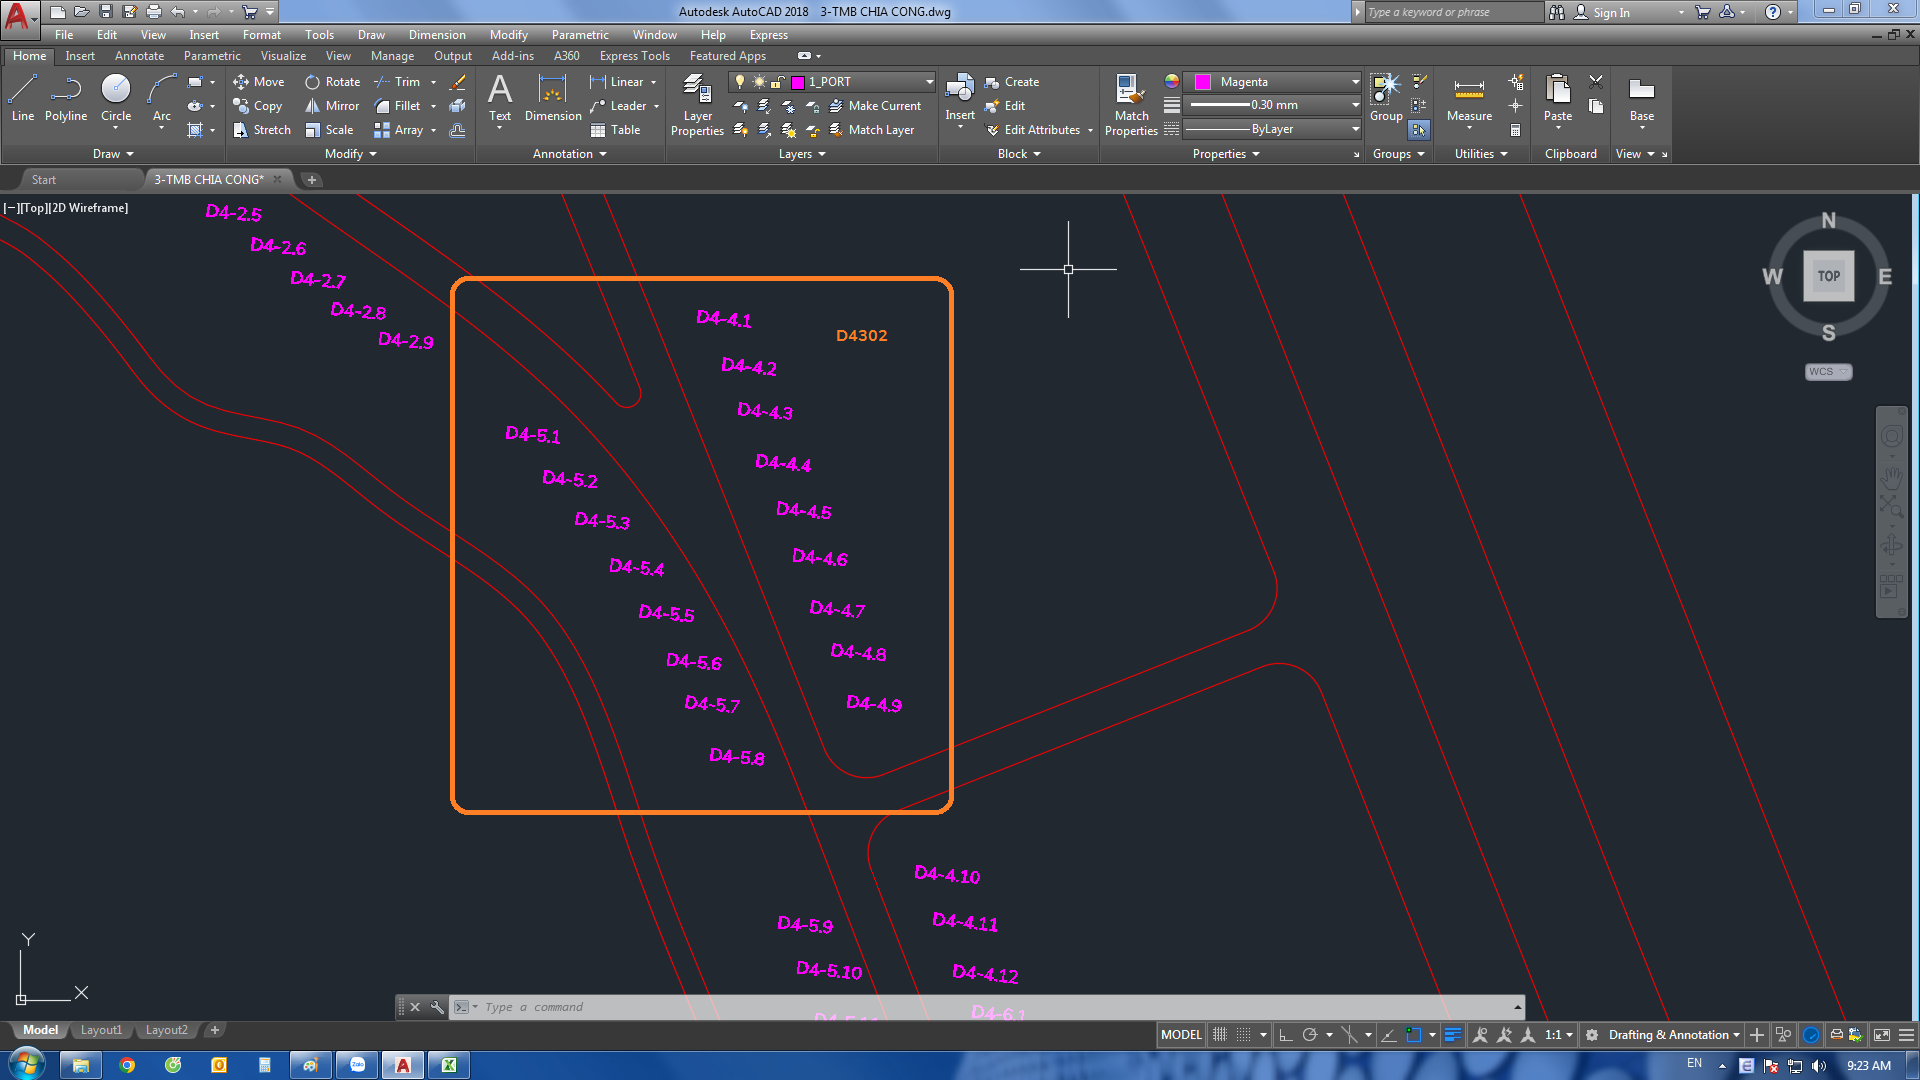 Autodesk AutoCAD 2018 3-TMB CHIA CONG.dwg
Type a keyword or phrase
Sign In
File Edit View Insert Format Tools Draw Dimension Modify Parametric Window Help Express
Home Insert Annotate Parametric Visualize View Manage Output Add-ins A360 Express Tools Featured Apps
Line Polyline Circle Arc
Move Rotate Trim
Copy Mirror Fillet
Stretch Scale Array
Text Dimension
Linear
Leader
Table
Layer Properties
1_PORT
Make Current
Match Layer
Insert
Create
Edit
Edit Attributes
Match Properties
Magenta
0.30 mm
ByLayer
Group
Measure
Paste
Base
Draw Modify Annotation Layers Block Properties Groups Utilities Clipboard View
Start
3-TMB CHIA CONG*
[−][Top][2D Wireframe]
D4-2.5
D4-2.6
D4-2.7
D4-2.8
D4-2.9
D4-4.1
D4302
D4-4.2
D4-4.3
D4-4.4
D4-4.5
D4-4.6
D4-4.7
D4-4.8
D4-4.9
D4-5.1
D4-5.2
D4-5.3
D4-5.4
D4-5.5
D4-5.6
D4-5.7
D4-5.8
D4-4.10
D4-4.11
D4-4.12
D4-6.1
D4-5.9
D4-5.10
N
W TOP E
S
WCS
Y
X
Type a command
Model Layout1 Layout2
MODEL
1:1
Drafting & Annotation
Zalo
EN
9:23 AM